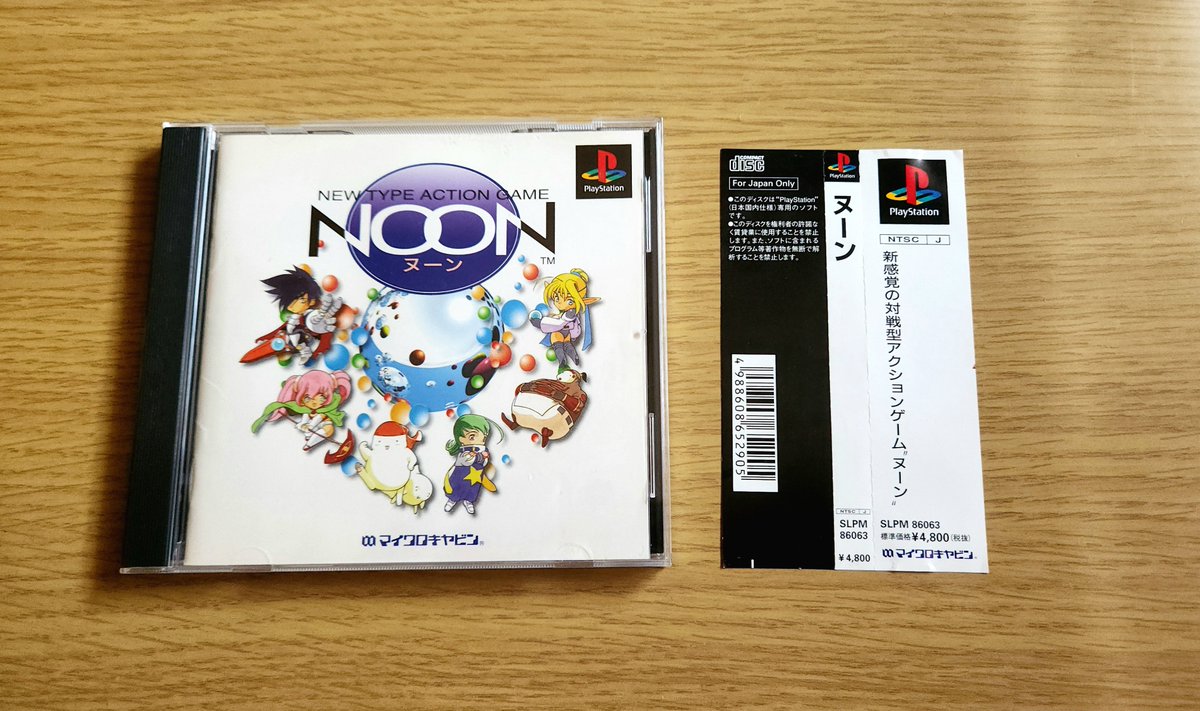 NEW TYPE ACTION GAME
NOON
TM
ヌーン
PlayStation
マイクロキャビン®
COMPACT
disc
For Japan Only
●このディスクは"PlayStation"
(日本国内仕様)専用のソフト
です。
●このディスクを権利者の許諾な
く賃貸業に使用することを禁止
します。また、ソフトに含まれる
プログラム等著作物を無断で解
析することを禁止します。
4988608652905
PlayStation
ヌーン
NTSC J
SLPM
86063
¥4,800
PlayStation
NTSC J
新感覚の対戦型アクションゲーム"ヌーン"
SLPM 86063
標準価格¥4,800(税抜)
マイクロキャビン®